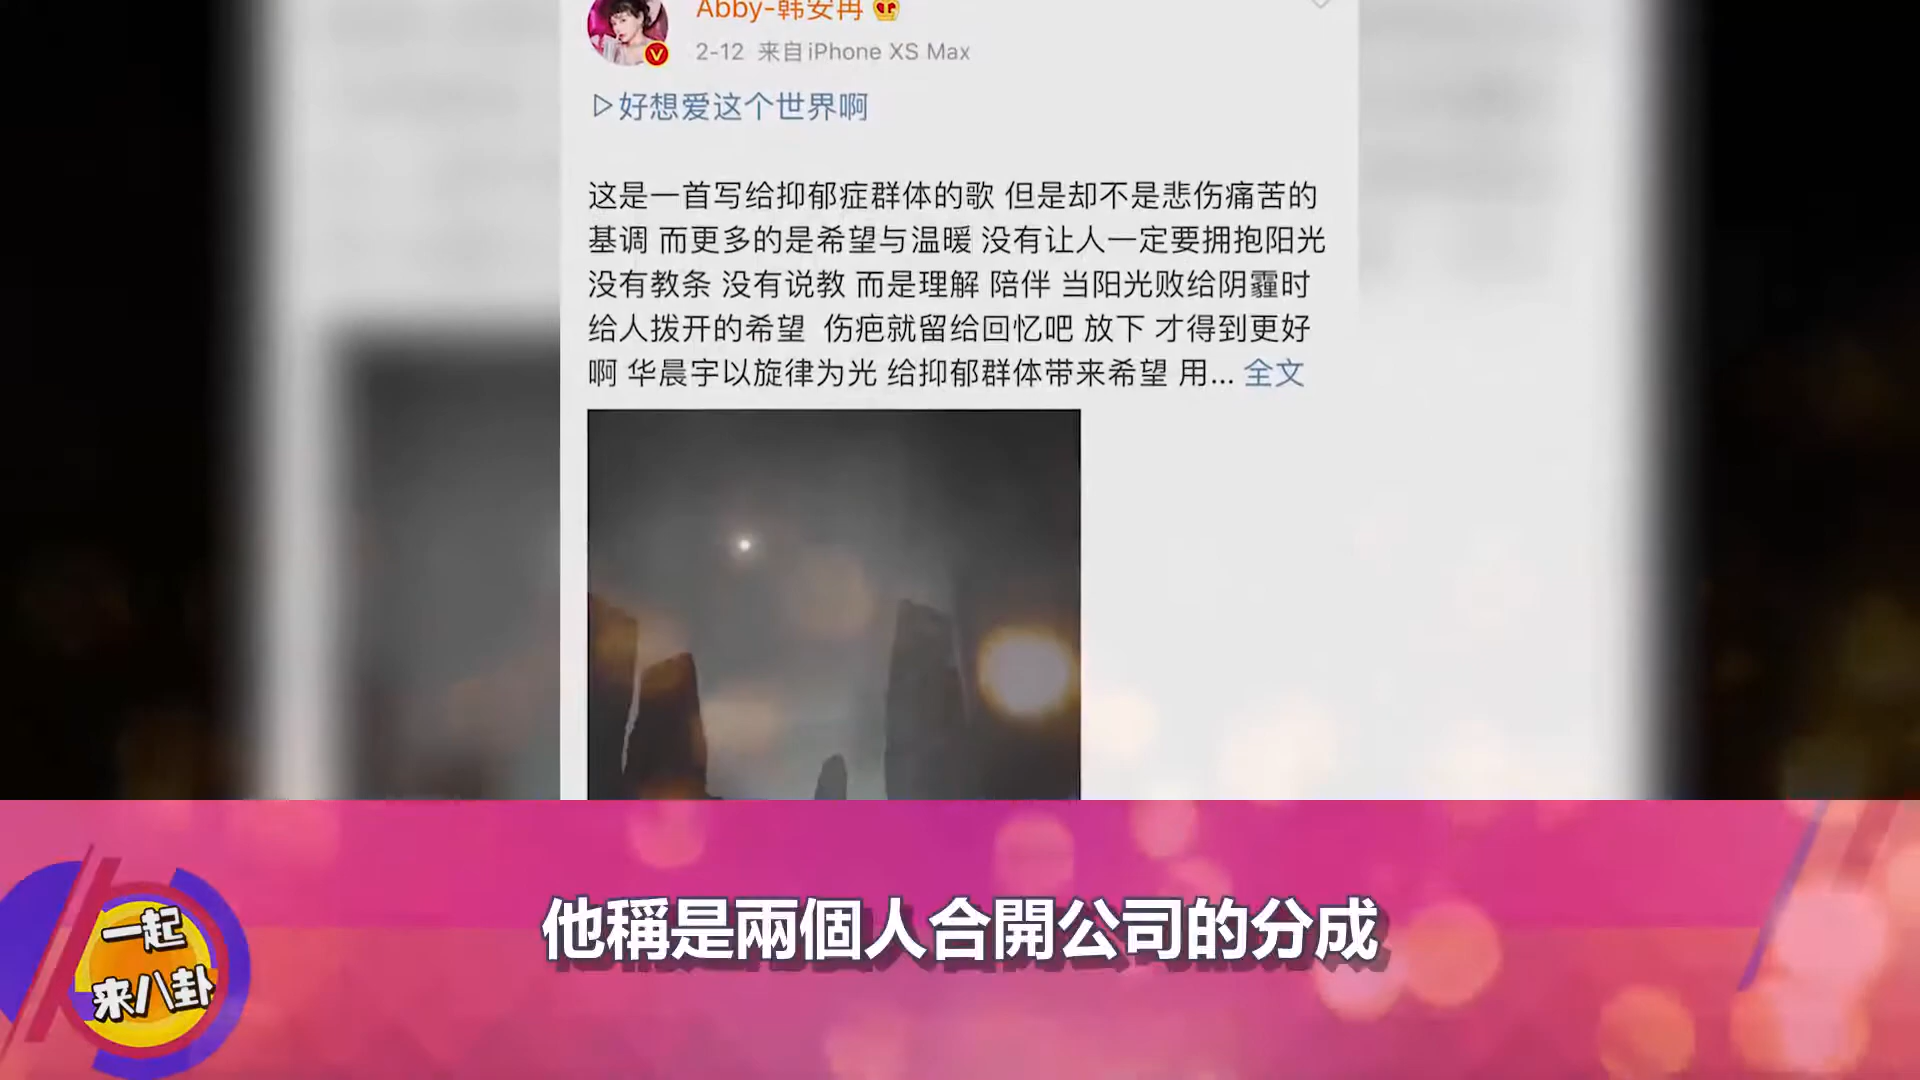 Abby-韩安冉
2-12 来自iPhone XS Max
▷好想爱这个世界啊
这是一首写给抑郁症群体的歌 但是却不是悲伤痛苦的
基调 而更多的是希望与温暖 没有让人一定要拥抱阳光
没有教条 没有说教 而是理解 陪伴 当阳光败给阴霾时
给人拨开的希望 伤疤就留给回忆吧 放下 才得到更好
啊 华晨宇以旋律为光 给抑郁群体带来希望 用... 全文
他稱是兩個人合開公司的分成
一起
来八卦